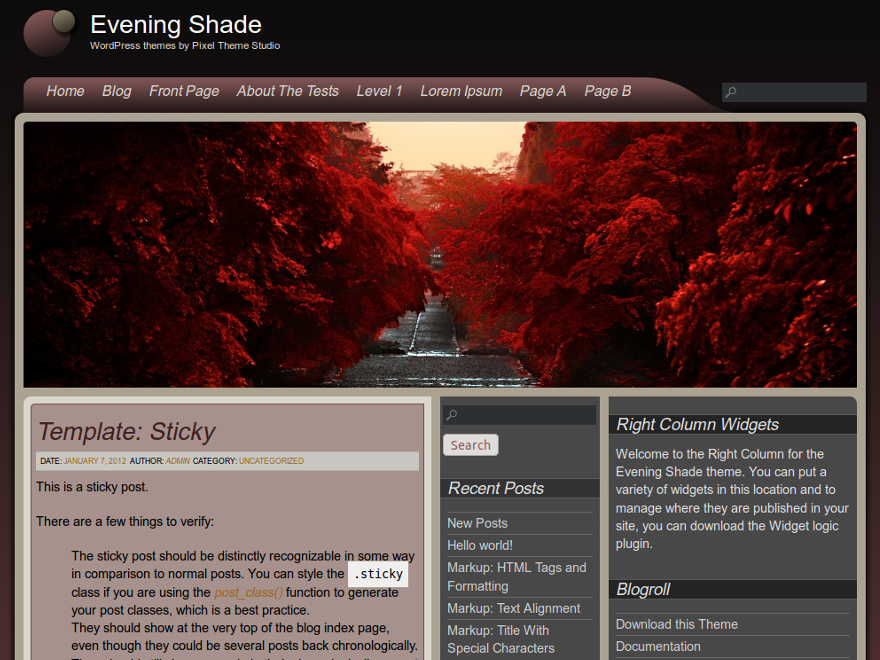 Evening Shade
WordPress themes by Pixel Theme Studio
Home Blog Front Page About The Tests Level 1 Lorem Ipsum Page A Page B
Template: Sticky
DATE: JANUARY 7, 2012 AUTHOR: ADMIN CATEGORY: UNCATEGORIZED
This is a sticky post.
There are a few things to verify:
The sticky post should be distinctly recognizable in some way
in comparison to normal posts. You can style the .sticky
class if you are using the post_class() function to generate
your post classes, which is a best practice.
They should show at the very top of the blog index page,
even though they could be several posts back chronologically.
Search
Recent Posts
New Posts
Hello world!
Markup: HTML Tags and
Formatting
Markup: Text Alignment
Markup: Title With
Special Characters
Right Column Widgets
Welcome to the Right Column for the
Evening Shade theme. You can put a
variety of widgets in this location and to
manage where they are published in your
site, you can download the Widget logic
plugin.
Blogroll
Download this Theme
Documentation